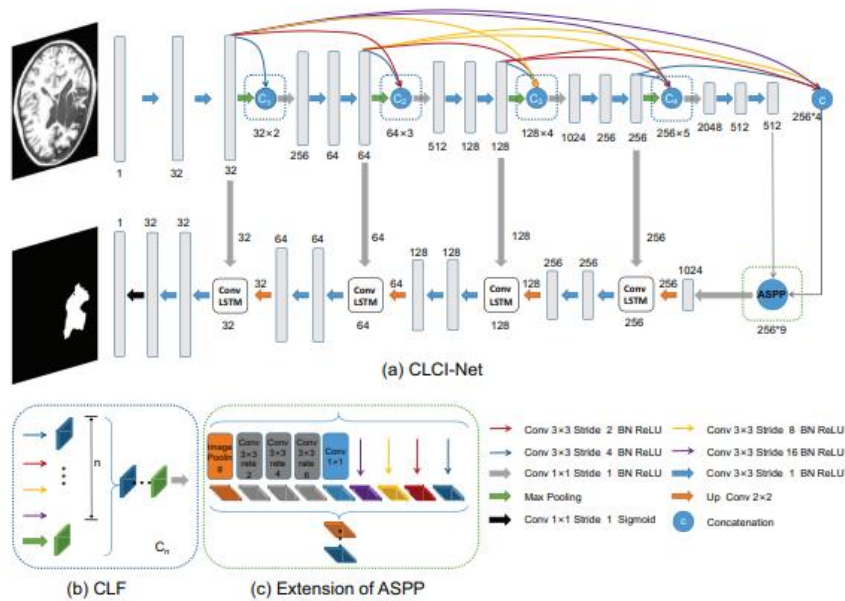 C₁ C₂ C₃ C₄ C
32×2 64×3 128×4 256×5 256*4
1 32 32 256 64 64 512 128 128 1024 256 256 2048 512 512
32 64 128 256
1 32 32 64 64 128 128 256 256 1024
Conv LSTM 32 Conv LSTM 64 Conv LSTM 128 Conv LSTM 256 ASPP
32 64 128 256 256*9
(a) CLCI-Net
n
Cn
(b) CLF
Image Poolin g
Conv 3×3 rate 2
Conv 3×3 rate 4
Conv 3×3 rate 6
Conv 1×1
(c) Extension of ASPP
Conv 3×3 Stride 2 BN ReLU
Conv 3×3 Stride 4 BN ReLU
Conv 1×1 Stride 1 BN ReLU
Max Pooling
Conv 1×1 Stride 1 Sigmoid
Conv 3×3 Stride 8 BN ReLU
Conv 3×3 Stride 16 BN ReLU
Conv 3×3 Stride 1 BN ReLU
Up Conv 2×2
C Concatenation